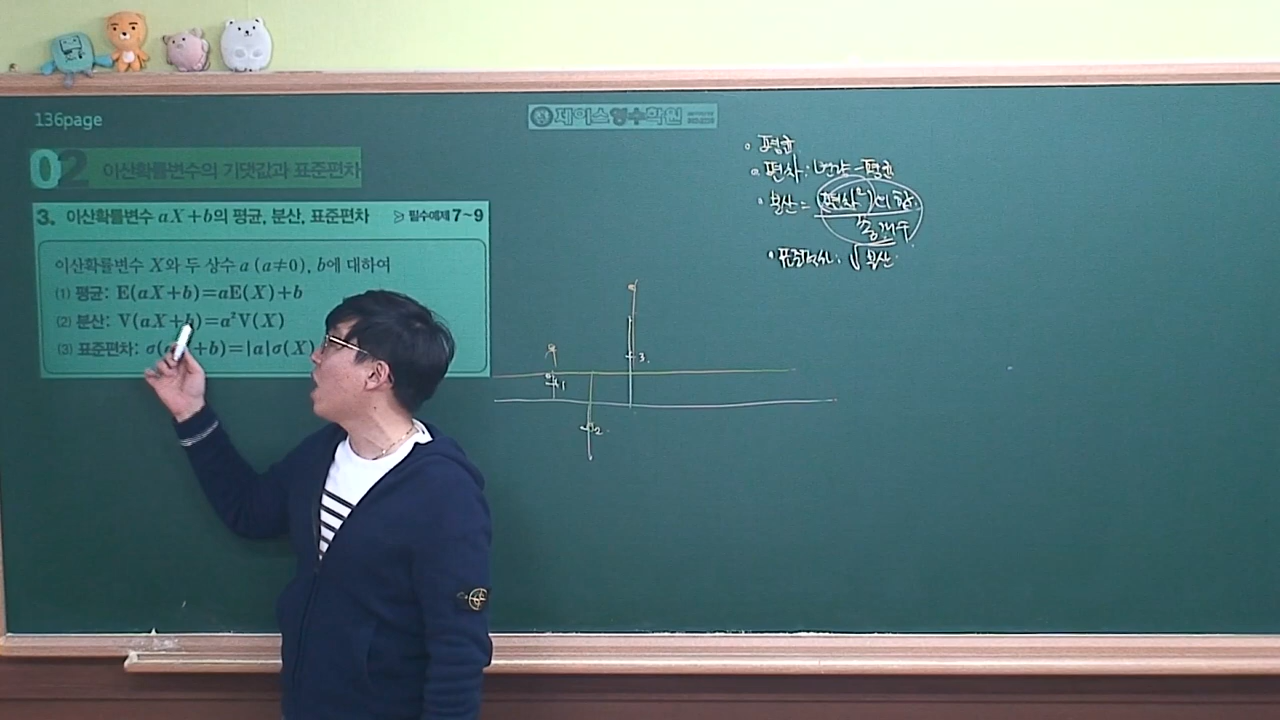 136page
제이스영수학원
02 이산확률변수의 기댓값과 표준편차
3. 이산확률변수 aX+b의 평균, 분산, 표준편차 ≫ 필수예제 7~9
이산확률변수 X와 두 상수 a (a≠0), b에 대하여
(1) 평균: E(aX+b)=aE(X)+b
(2) 분산: V(aX+b)=a²V(X)
(3) 표준편차: σ( +b)=|a|σ(X)
• 평균
• 편차: 변량-평균
• 분산 = (편차²)의 합
총개수
• 표준편차: √분산
1
2
3